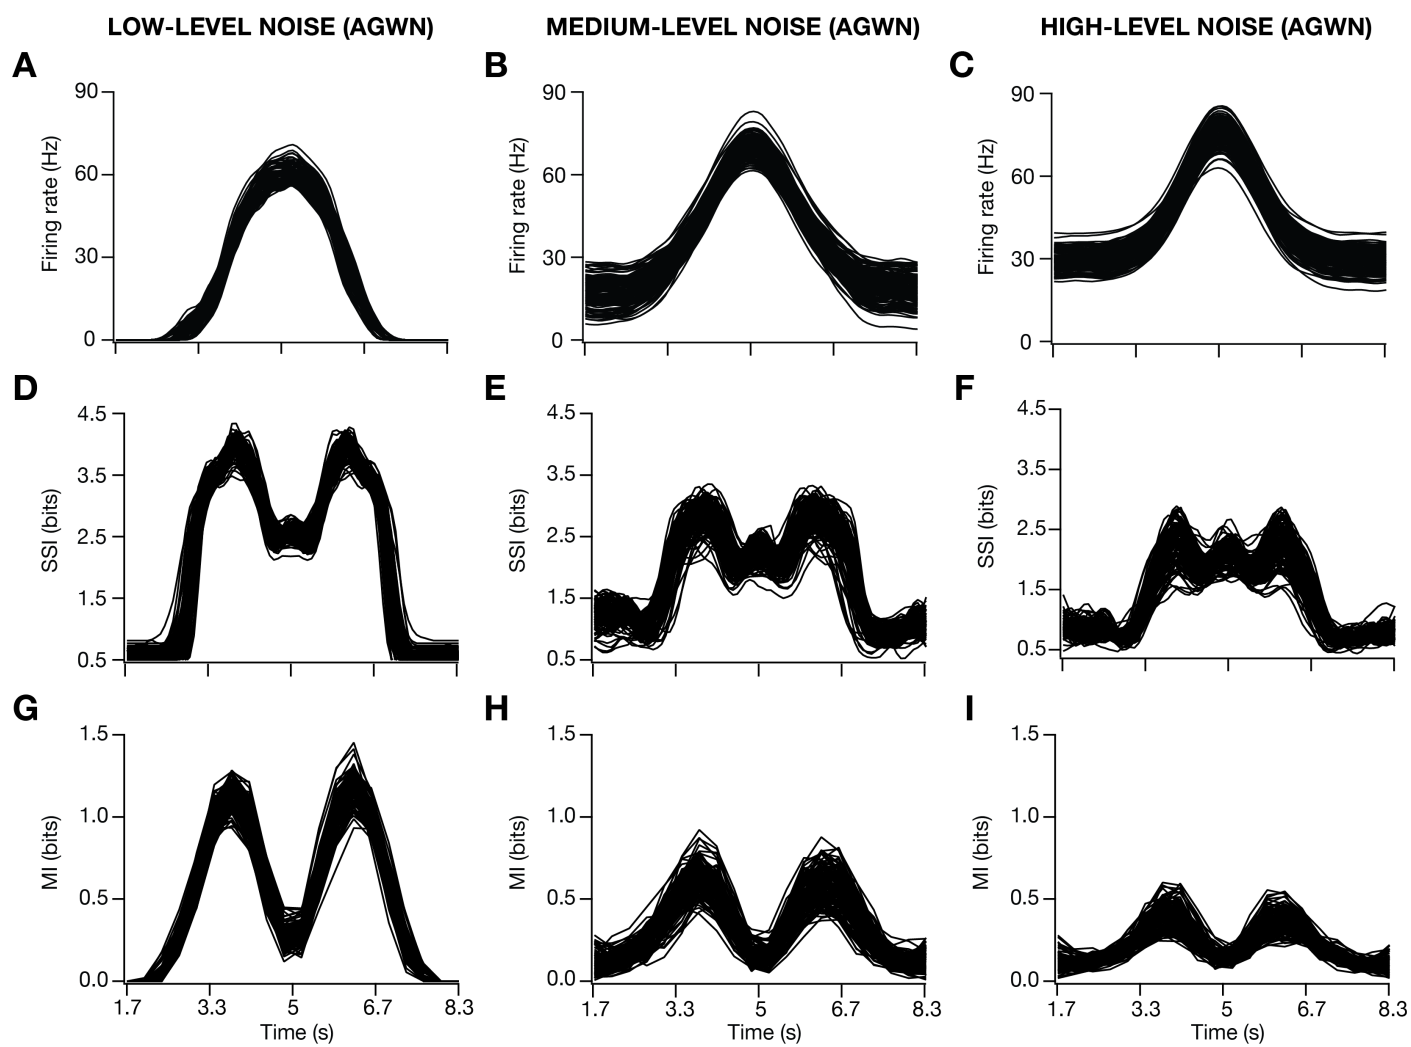 LOW-LEVEL NOISE (AGWN) MEDIUM-LEVEL NOISE (AGWN) HIGH-LEVEL NOISE (AGWN)
A B C
90 90 90
60 60 60
30 30 30
0 0 0
Firing rate (Hz) Firing rate (Hz) Firing rate (Hz)
D E F
4.5 4.5 4.5
3.5 3.5 3.5
2.5 2.5 2.5
1.5 1.5 1.5
0.5 0.5 0.5
SSI (bits) SSI (bits) SSI (bits)
G H I
1.5 1.5 1.5
1.0 1.0 1.0
0.5 0.5 0.5
0.0 0.0 0.0
MI (bits) MI (bits) MI (bits)
1.7 3.3 5 6.7 8.3 1.7 3.3 5 6.7 8.3 1.7 3.3 5 6.7 8.3
Time (s) Time (s) Time (s)